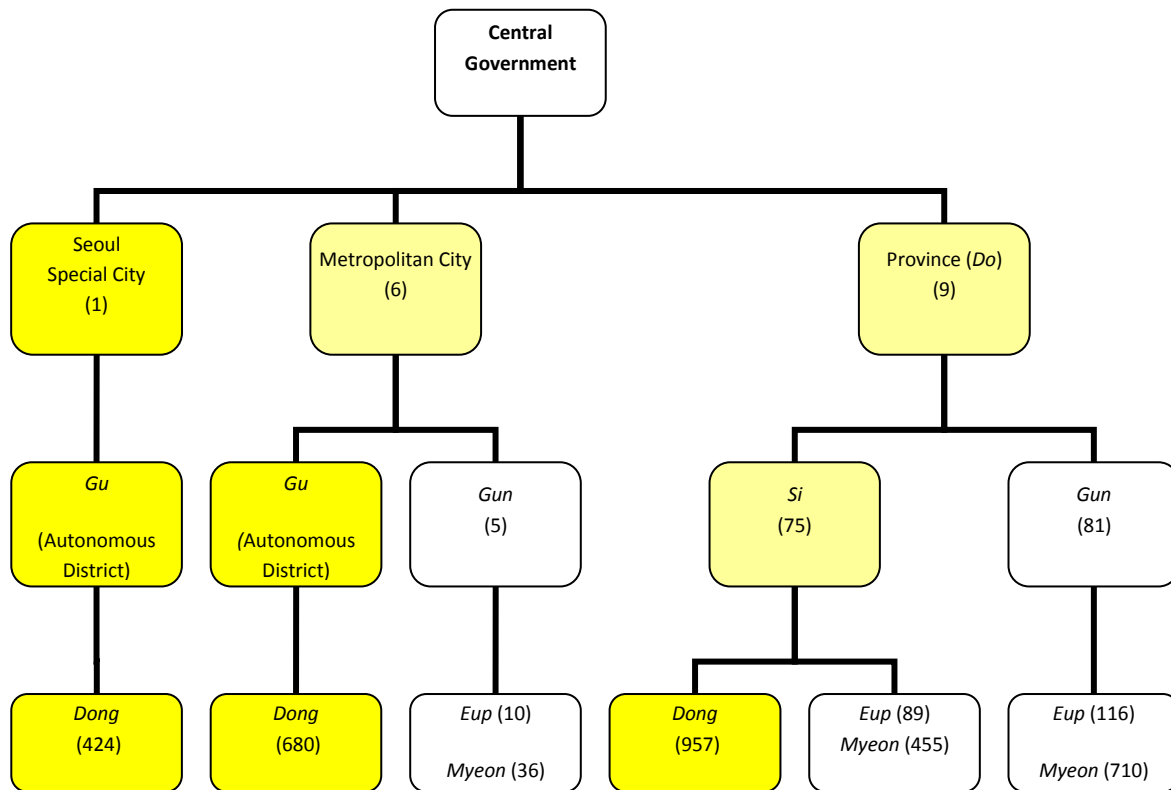 Central
Government
Seoul
Special City
(1)
Metropolitan City
(6)
Province (Do)
(9)
Gu
(Autonomous
District)
Gu
(Autonomous
District)
Gun
(5)
Si
(75)
Gun
(81)
Dong
(424)
Dong
(680)
Eup (10)
Myeon (36)
Dong
(957)
Eup (89)
Myeon (455)
Eup (116)
Myeon (710)